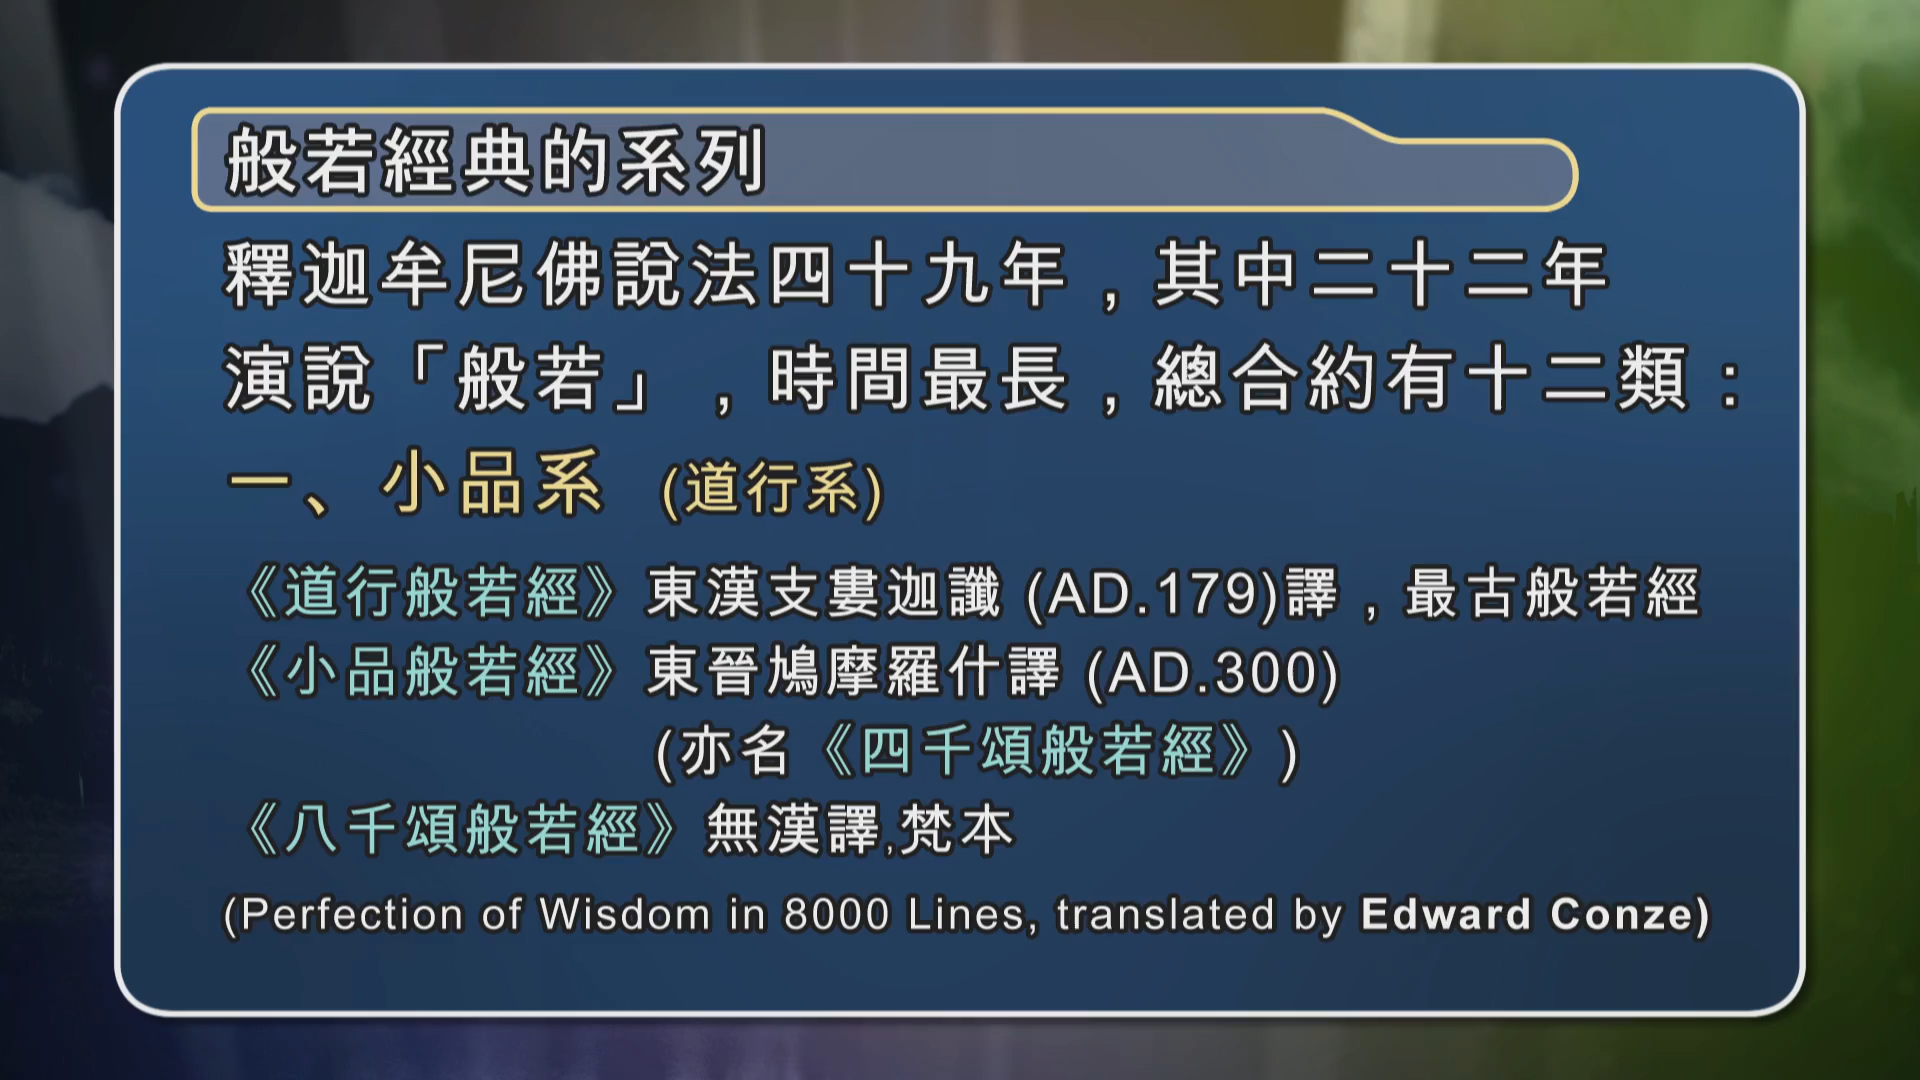 般若經典的系列
釋迦牟尼佛說法四十九年，其中二十二年
演說「般若」，時間最長，總合約有十二類：
一、小品系 (道行系)
《道行般若經》東漢支婁迦讖 (AD.179)譯，最古般若經
《小品般若經》東晉鳩摩羅什譯 (AD.300)
(亦名《四千頌般若經》)
《八千頌般若經》無漢譯,梵本
(Perfection of Wisdom in 8000 Lines, translated by Edward Conze)